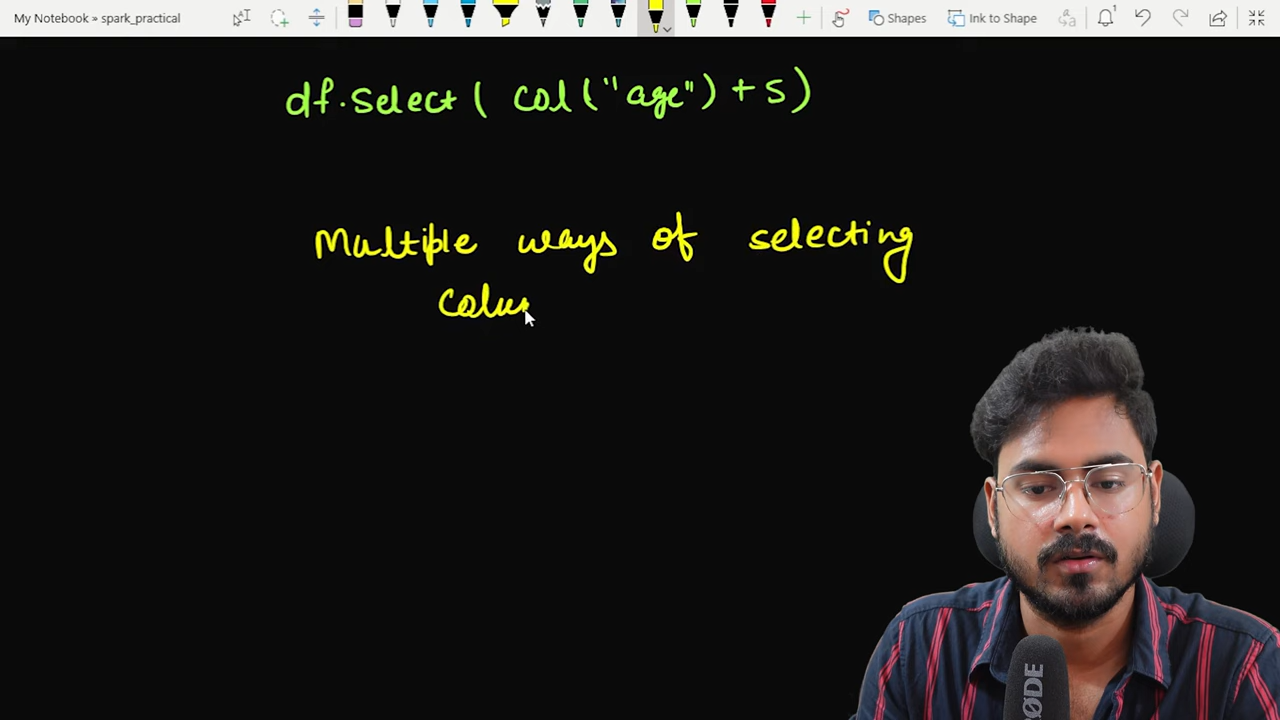 My Notebook » spark_practical
Shapes
Ink to Shape
df.select( col("age") + 5)
Multiple ways of selecting
Colu